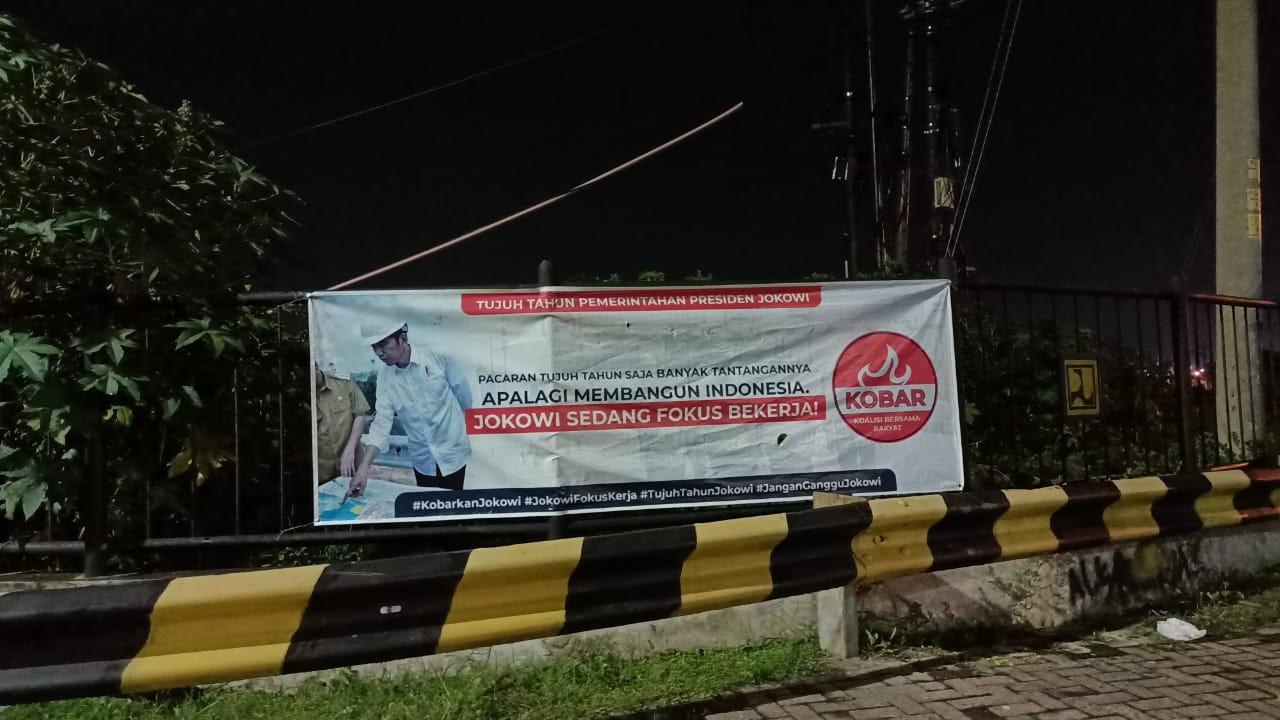 TUJUH TAHUN PEMERINTAHAN PRESIDEN JOKOWI
PACARAN TUJUH TAHUN SAJA BANYAK TANTANGANNYA
APALAGI MEMBANGUN INDONESIA.
JOKOWI SEDANG FOKUS BEKERJA!
KOBAR
KOALISI BERSAMA
RAKYAT
#KobarkanJokowi #JokowiFokusKerja #TujuhTahunJokowi #JanganGangguJokowi